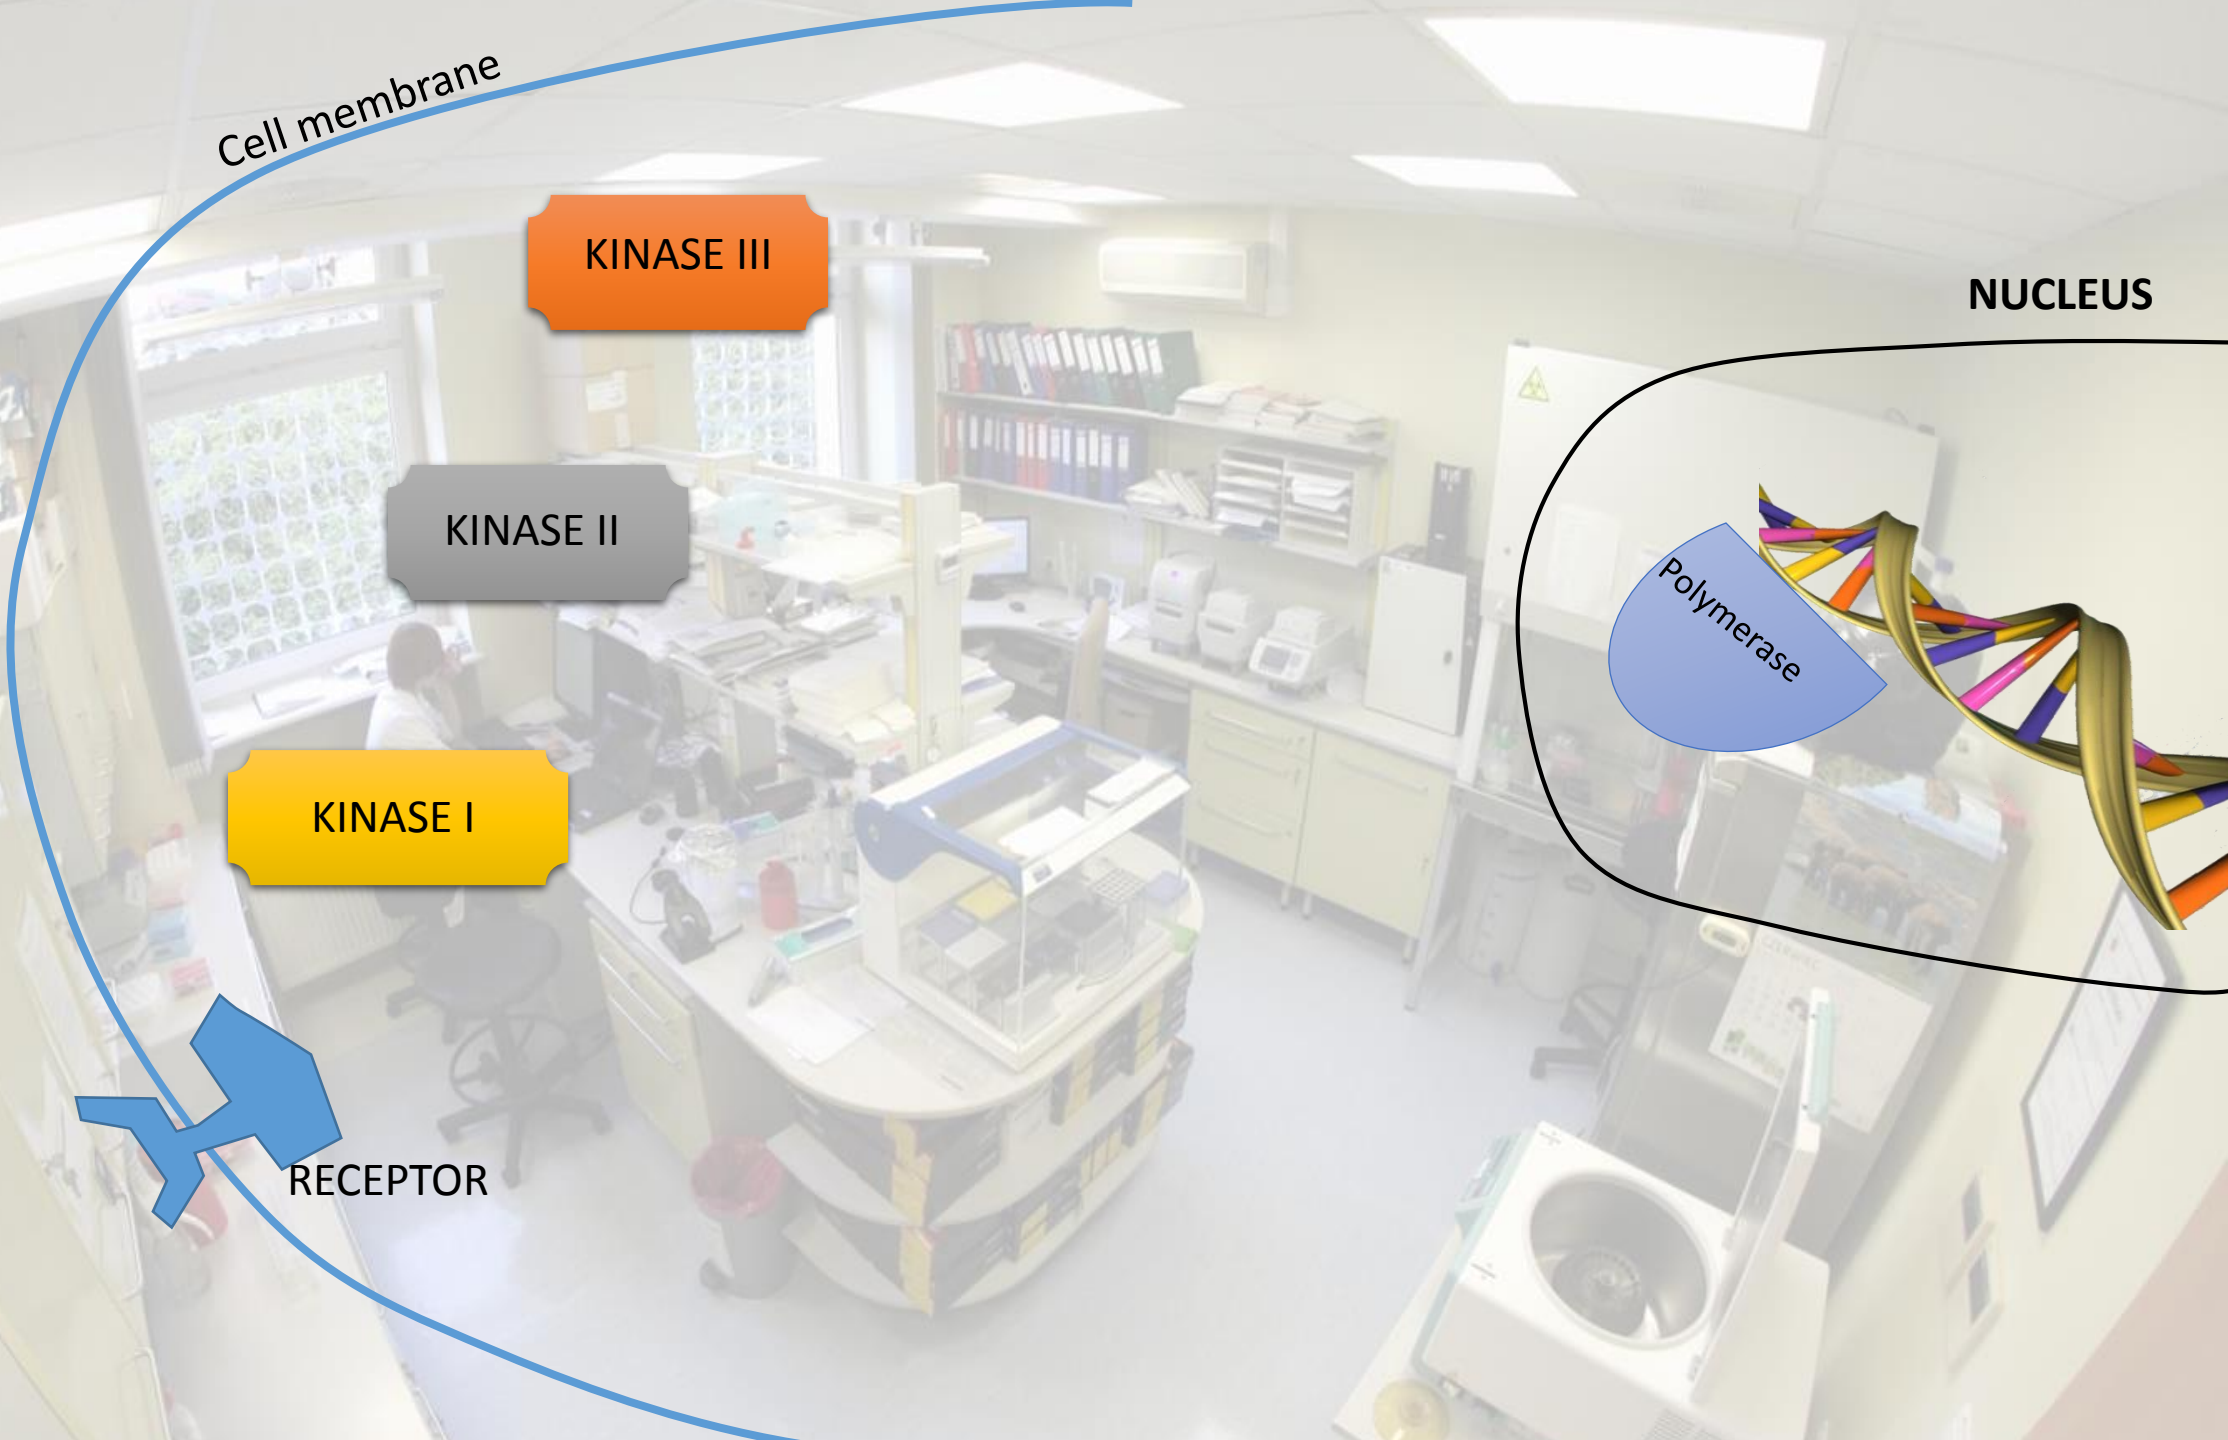 Cell membrane
KINASE III
NUCLEUS
KINASE II
Polymerase
KINASE I
RECEPTOR